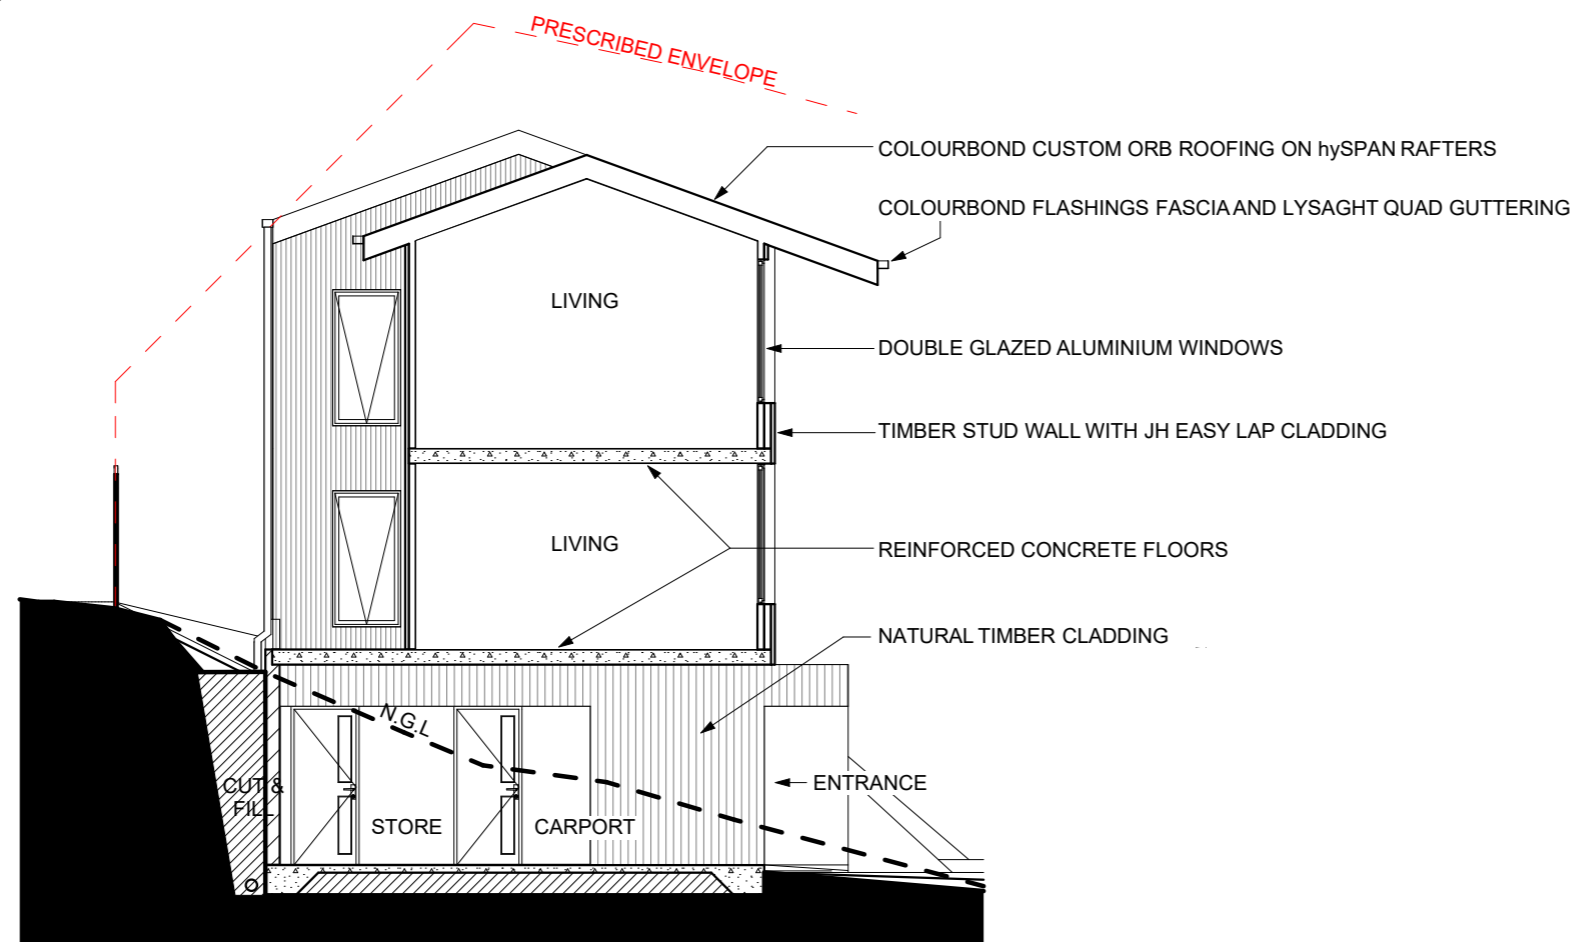 PRESCRIBED ENVELOPE
COLOURBOND CUSTOM ORB ROOFING ON hySPAN RAFTERS
COLOURBOND FLASHINGS FASCIA AND LYSAGHT QUAD GUTTERING
LIVING
DOUBLE GLAZED ALUMINIUM WINDOWS
TIMBER STUD WALL WITH JH EASY LAP CLADDING
LIVING
REINFORCED CONCRETE FLOORS
NATURAL TIMBER CLADDING
N.G.L
CUT &
FILL
ENTRANCE
STORE
CARPORT